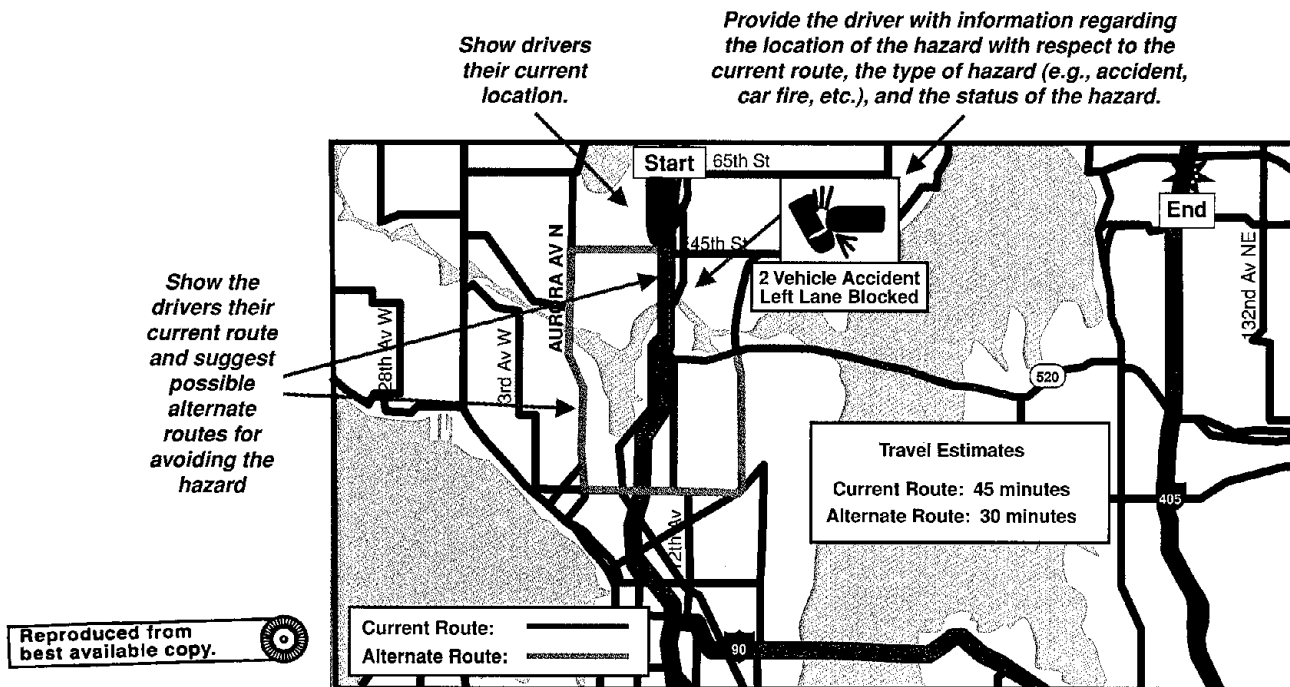 Provide the driver with information regarding
the location of the hazard with respect to the
current route, the type of hazard (e.g., accident,
car fire, etc.), and the status of the hazard.
Show drivers
their current
location.
Start
65th St
End
45th St
AURORA AV N
2 Vehicle Accident
Left Lane Blocked
132nd Av NE
Show the
drivers their
current route
and suggest
possible
alternate
routes for
avoiding the
hazard
28th Av W
3rd Av W
520
Travel Estimates
Current Route: 45 minutes
Alternate Route: 30 minutes
405
12th Av
Current Route:
Alternate Route:
90
Reproduced from
best available copy.